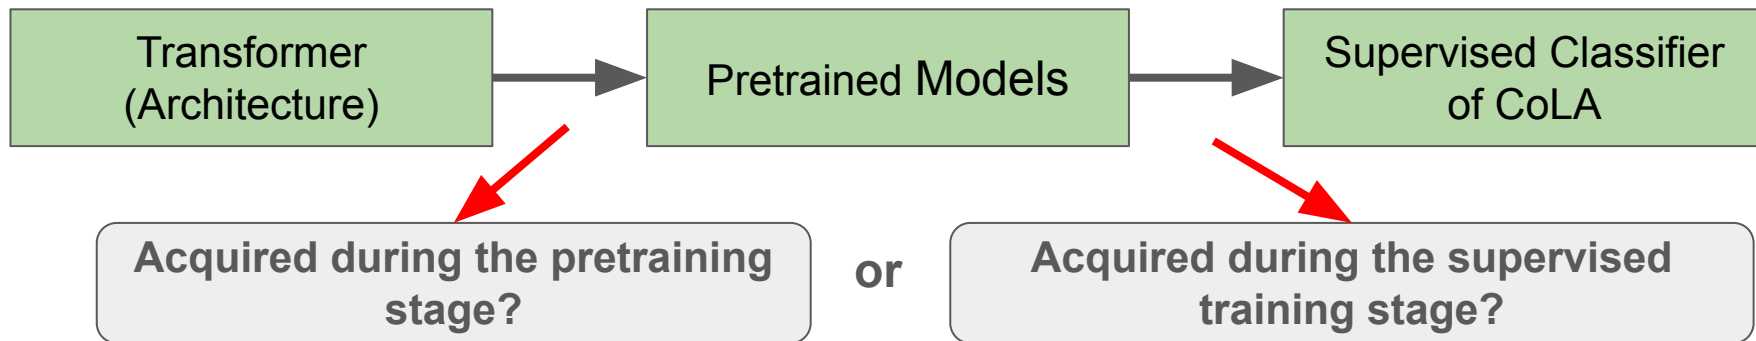 Transformer
(Architecture)
Pretrained Models
Supervised Classifier
of CoLA
Acquired during the pretraining
stage?
or
Acquired during the supervised
training stage?